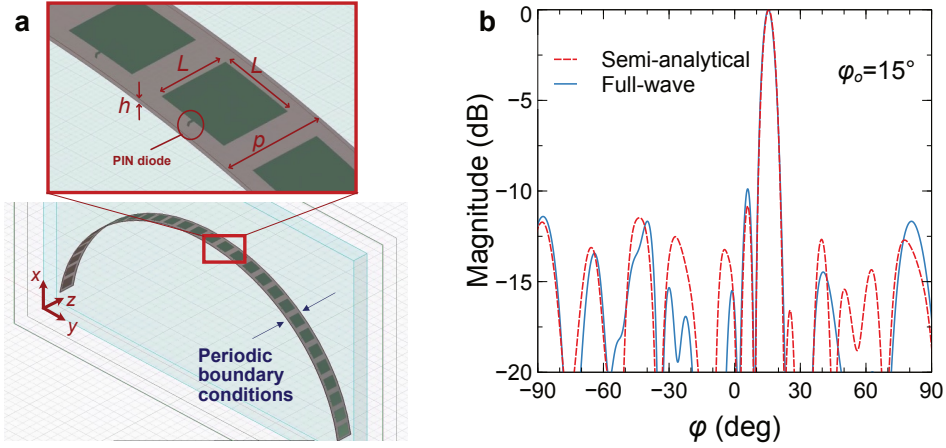 a
L
L
h
p
PIN diode
x
z
y
Periodic
boundary
conditions
b
Semi-analytical
Full-wave
φₒ=15°
Magnitude (dB)
0
−5
−10
−15
−20
−90
−60
−30
0
30
60
90
φ (deg)